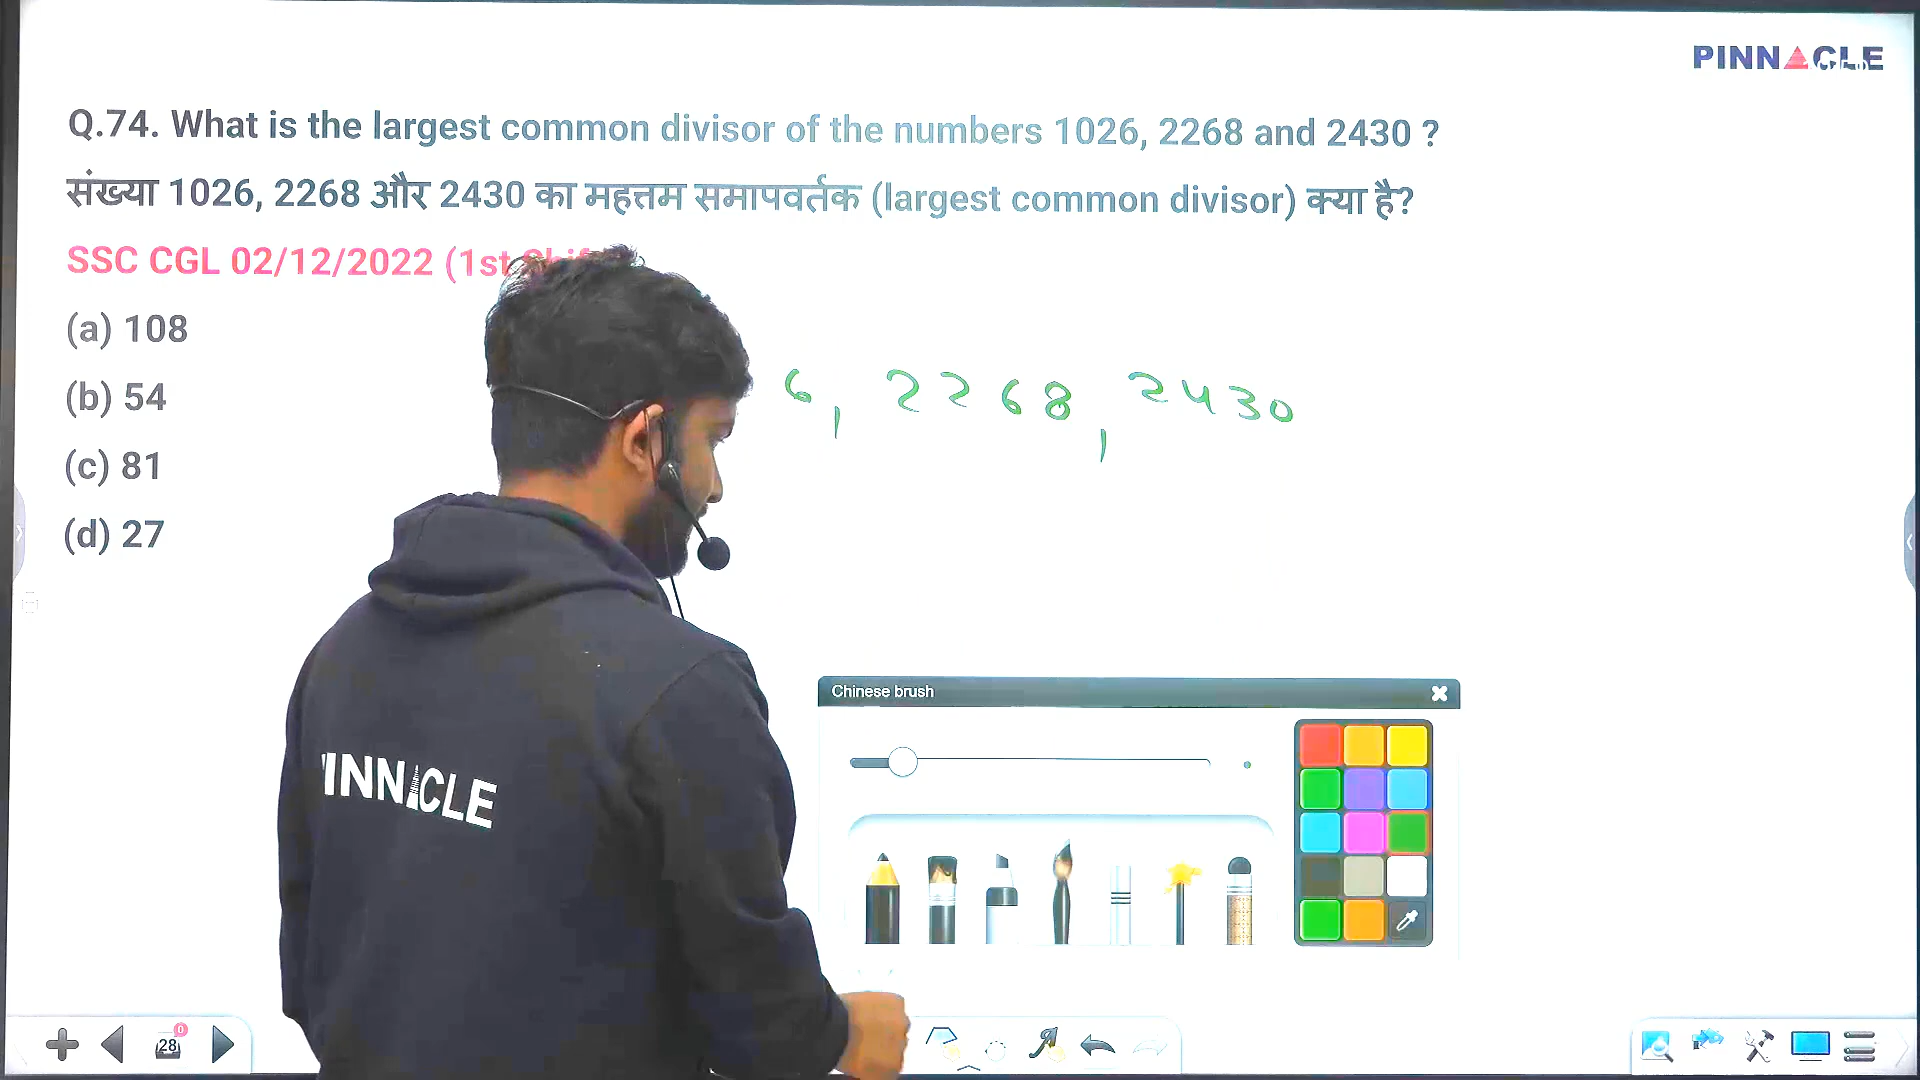 PINNACLE
Q.74. What is the largest common divisor of the numbers 1026, 2268 and 2430 ?
संख्या 1026, 2268 और 2430 का महत्तम समापवर्तक (largest common divisor) क्या है?
SSC CGL 02/12/2022 (1st
(a) 108
6, 2268, 2430
(b) 54
(c) 81
(d) 27
Chinese brush
INNACLE
28
0